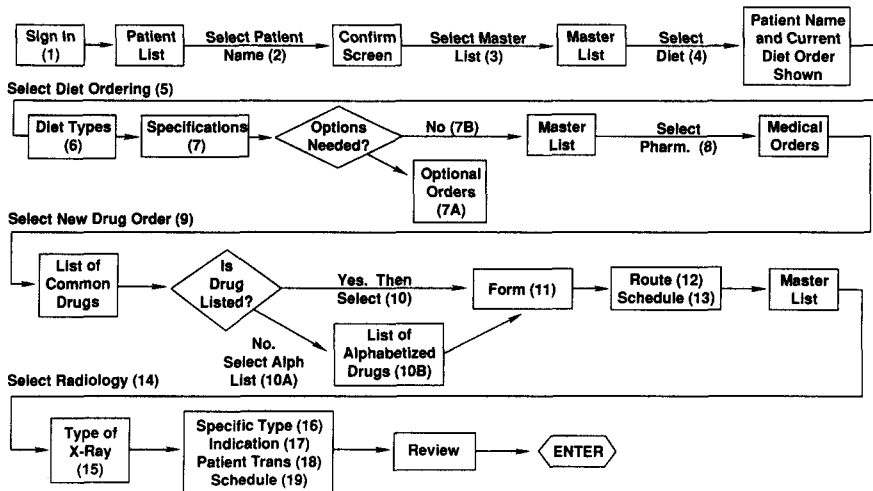 Sign In
(1)
Patient
List
Select Patient
Name (2)
Confirm
Screen
Select Master
List (3)
Master
List
Select
Diet (4)
Patient Name
and Current
Diet Order
Shown
Select Diet Ordering (5)
Diet Types
(6)
Specifications
(7)
Options
Needed?
No (7B)
Optional
Orders
(7A)
Master
List
Select
Pharm. (8)
Medical
Orders
Select New Drug Order (9)
List of
Common
Drugs
Is
Drug
Listed?
Yes. Then
Select (10)
No.
Select Alph
List (10A)
List of
Alphabetized
Drugs (10B)
Form (11)
Route (12)
Schedule (13)
Master
List
Select Radiology (14)
Type of
X-Ray
(15)
Specific Type (16)
Indication (17)
Patient Trans (18)
Schedule (19)
Review
ENTER